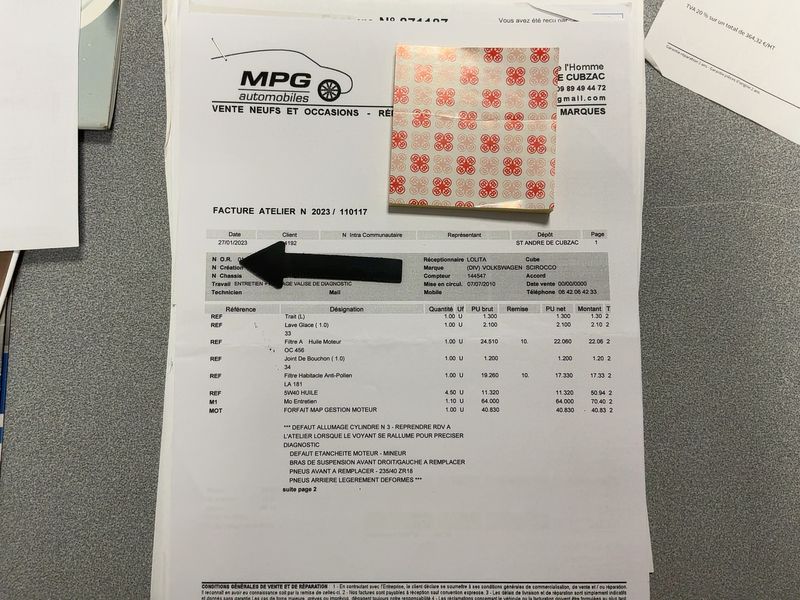 Vous avez été reçu
TVA 20 % sur un total de 364,32 €/HT
MPG
automobiles
l'Homme
DE CUBZAC
09 89 49 44 72
gmail.com
VENTE NEUFS ET OCCASIONS - MARQUES
FACTURE ATELIER N 2023 / 110117
Date Client N Intra Communautaire Représentant Dépôt Page
27/01/2023 ST ANDRE DE CUBZAC 1
N O.R. Réceptionnaire LOLITA Cube
N Création Marque (DIV) VOLKSWAGEN SCIROCCO
N Chassis Compteur 144547 Accord
Travail ENTRETIEN VALISE DE DIAGNOSTIC Mise en circul. 07/07/2010 Date vente 00/00/0000
Technicien Mail Mobile Téléphone 06.42.06.42.33
Référence Désignation Quantité Uf PU brut Remise PU net Montant T
REF Trait (L) 1.00 U 1.300 1.300 1.30 2
REF Lave Glace ( 1.0) 1.00 U 2.100 2.100 2.10 2
33
REF Filtre A Huile Moteur 1.00 U 24.510 10. 22.060 22.06 2
OC 456
REF Joint De Bouchon ( 1.0) 1.00 U 1.200 1.200 1.20 2
34
REF Filtre Habitacle Anti-Pollen 1.00 U 19.260 10. 17.330 17.33 2
LA 181
REF 5W40 HUILE 4.50 U 11.320 11.320 50.94 2
M1 Mo Entretien 1.10 U 64.000 64.000 70.40 2
MOT FORFAIT MAP GESTION MOTEUR 1.00 U 40.830 40.830 40.83 2
*** DEFAUT ALLUMAGE CYLINDRE N 3 - REPRENDRE RDV A
L'ATELIER LORSQUE LE VOYANT SE RALLUME POUR PRECISER
DIAGNOSTIC
DEFAUT ETANCHEITE MOTEUR - MINEUR
BRAS DE SUSPENSION AVANT DROIT/GAUCHE A REMPLACER
PNEUS AVANT A REMPLACER - 235/40 ZR18
PNEUS ARRIERE LEGEREMENT DEFORMES ***
suite page 2
CONDITIONS GÉNÉRALES DE VENTE ET DE RÉPARATION